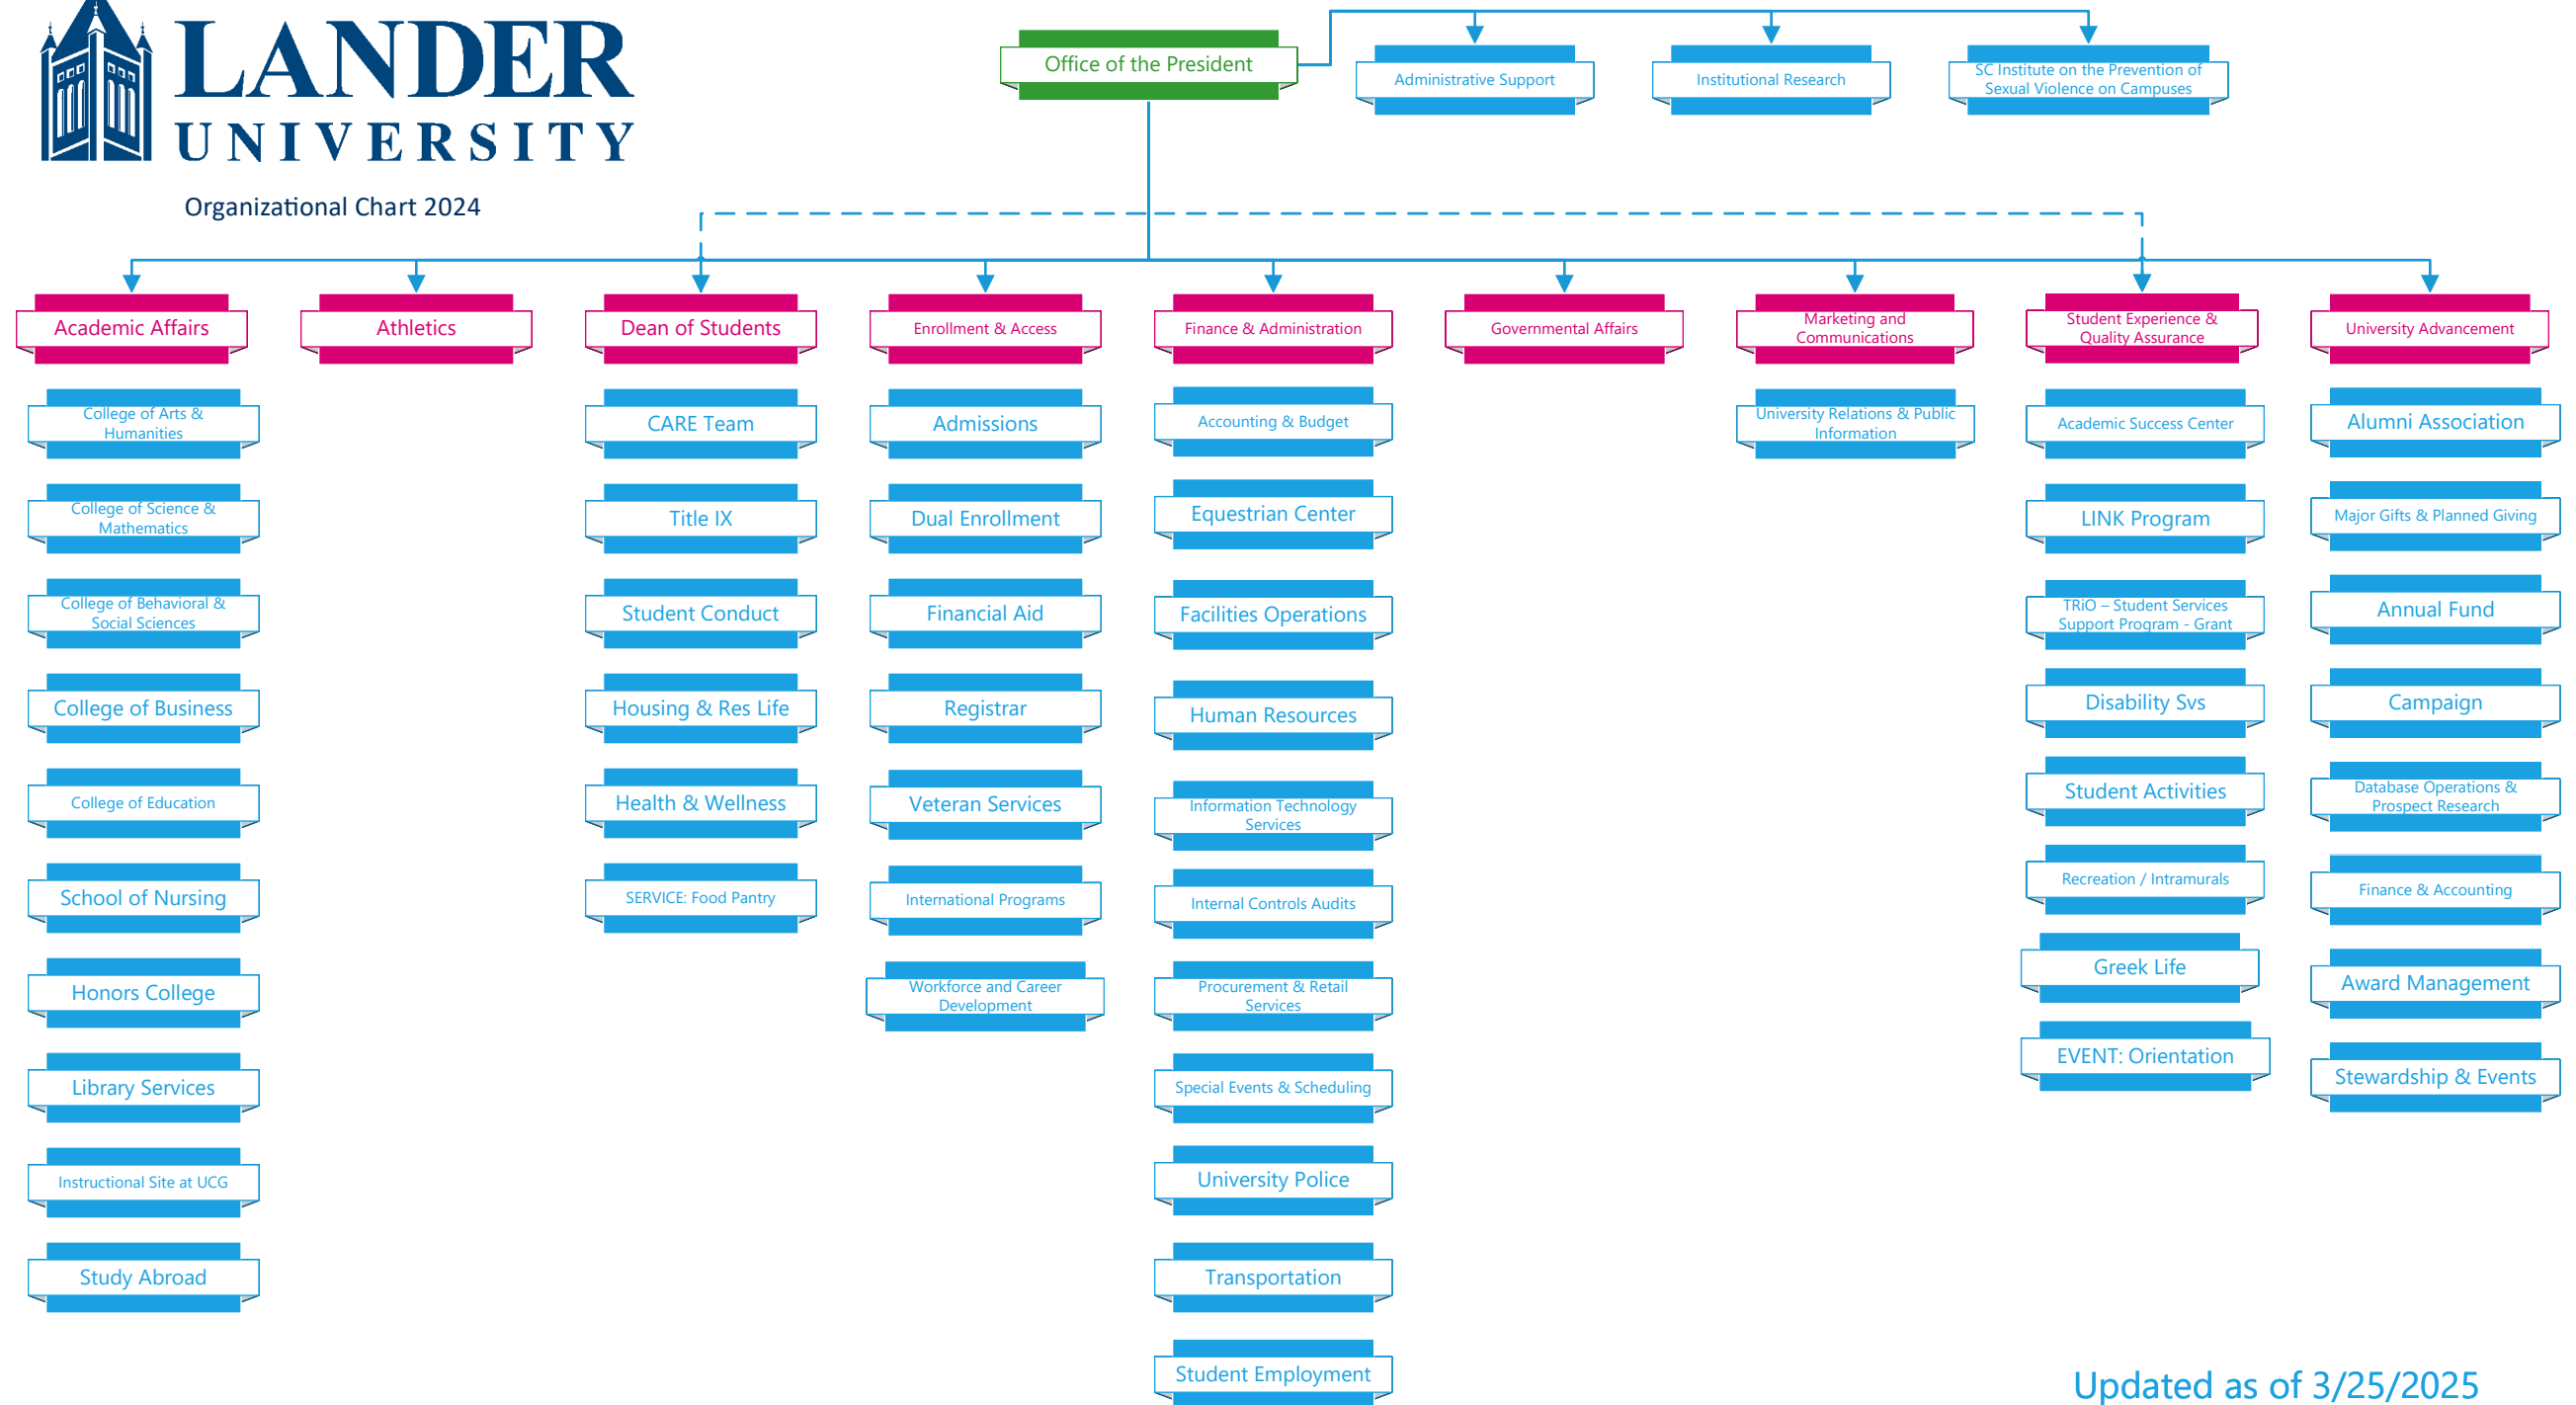 LANDER
UNIVERSITY
Organizational Chart 2024
Office of the President
Administrative Support
Institutional Research
SC Institute on the Prevention of
Sexual Violence on Campuses
Academic Affairs
Athletics
Dean of Students
Enrollment & Access
Finance & Administration
Governmental Affairs
Marketing and
Communications
Student Experience &
Quality Assurance
University Advancement
College of Arts &
Humanities
College of Science &
Mathematics
College of Behavioral &
Social Sciences
College of Business
College of Education
School of Nursing
Honors College
Library Services
Instructional Site at UCG
Study Abroad
CARE Team
Title IX
Student Conduct
Housing & Res Life
Health & Wellness
SERVICE: Food Pantry
Admissions
Dual Enrollment
Financial Aid
Registrar
Veteran Services
International Programs
Workforce and Career
Development
Accounting & Budget
Equestrian Center
Facilities Operations
Human Resources
Information Technology
Services
Internal Controls Audits
Procurement & Retail
Services
Special Events & Scheduling
University Police
Transportation
Student Employment
University Relations & Public
Information
Academic Success Center
LINK Program
TRiO – Student Services
Support Program - Grant
Disability Svs
Student Activities
Recreation / Intramurals
Greek Life
EVENT: Orientation
Alumni Association
Major Gifts & Planned Giving
Annual Fund
Campaign
Database Operations &
Prospect Research
Finance & Accounting
Award Management
Stewardship & Events
Updated as of 3/25/2025